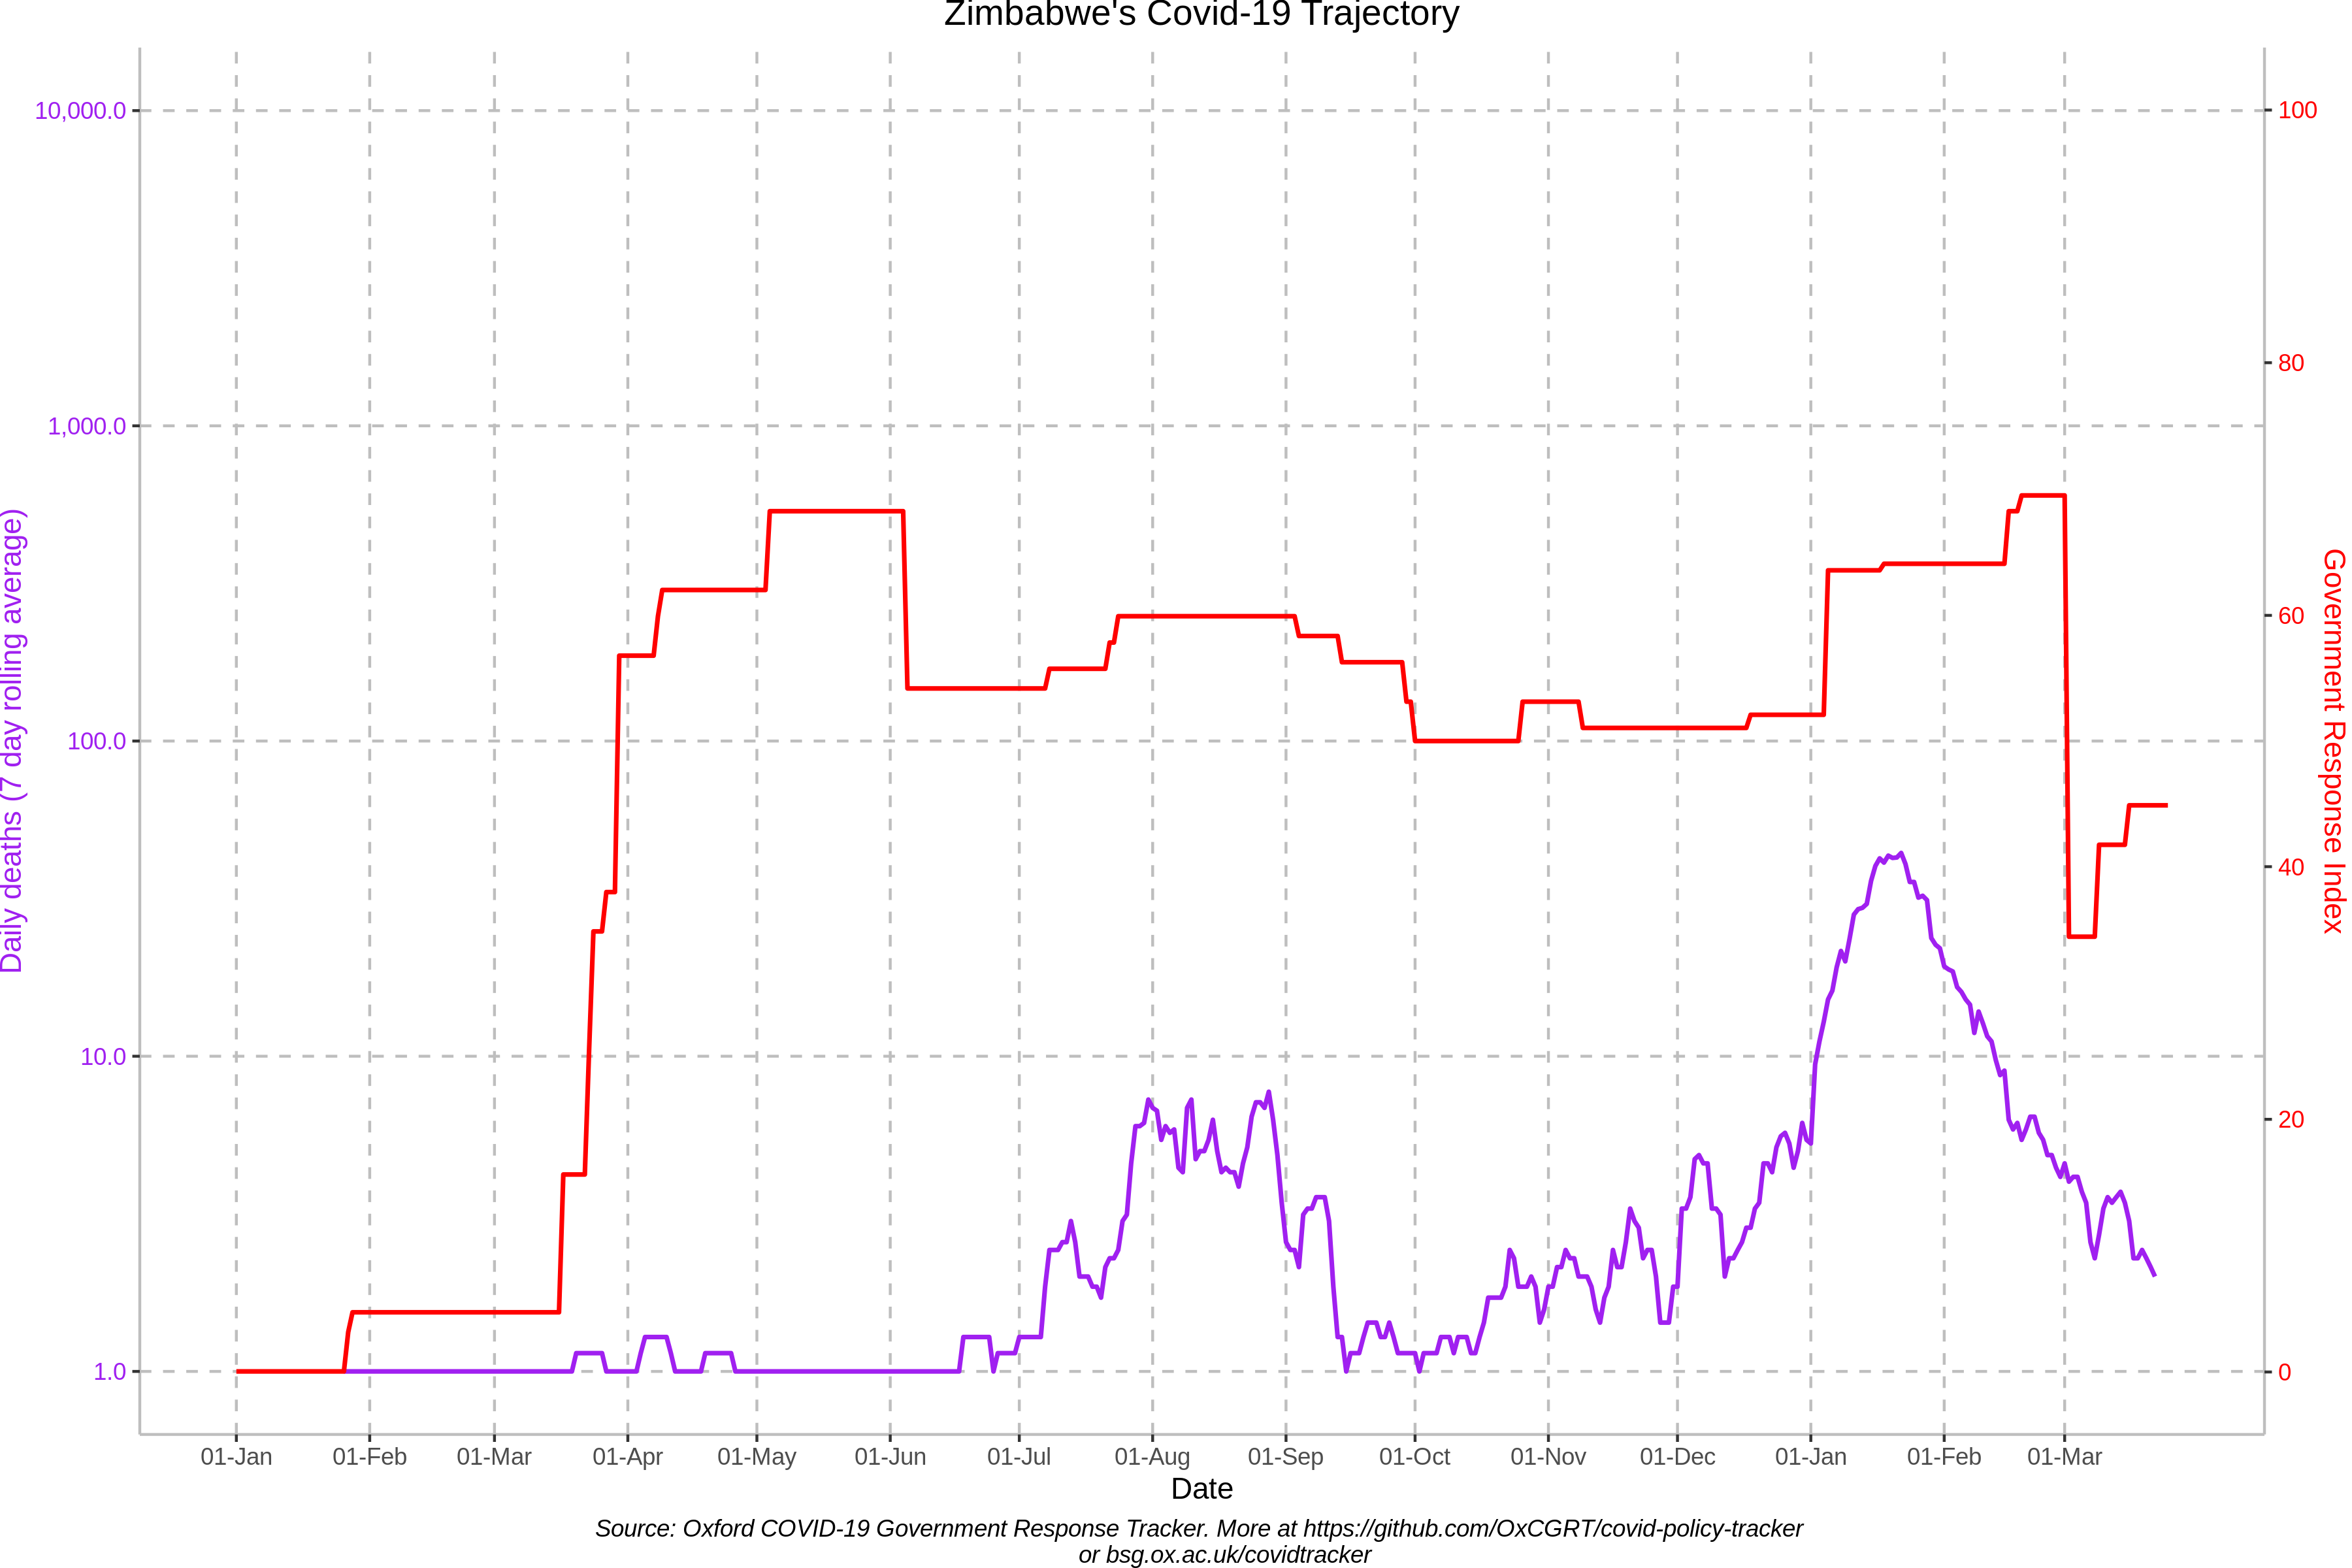 Zimbabwe's Covid-19 Trajectory
10,000.0
1,000.0
100.0
10.0
1.0
Daily deaths (7 day rolling average)
100
80
60
40
20
0
Government Response Index
01-Jan 01-Feb 01-Mar 01-Apr 01-May 01-Jun 01-Jul 01-Aug 01-Sep 01-Oct 01-Nov 01-Dec 01-Jan 01-Feb 01-Mar
Date
Source: Oxford COVID-19 Government Response Tracker. More at https://github.com/OxCGRT/covid-policy-tracker
or bsg.ox.ac.uk/covidtracker